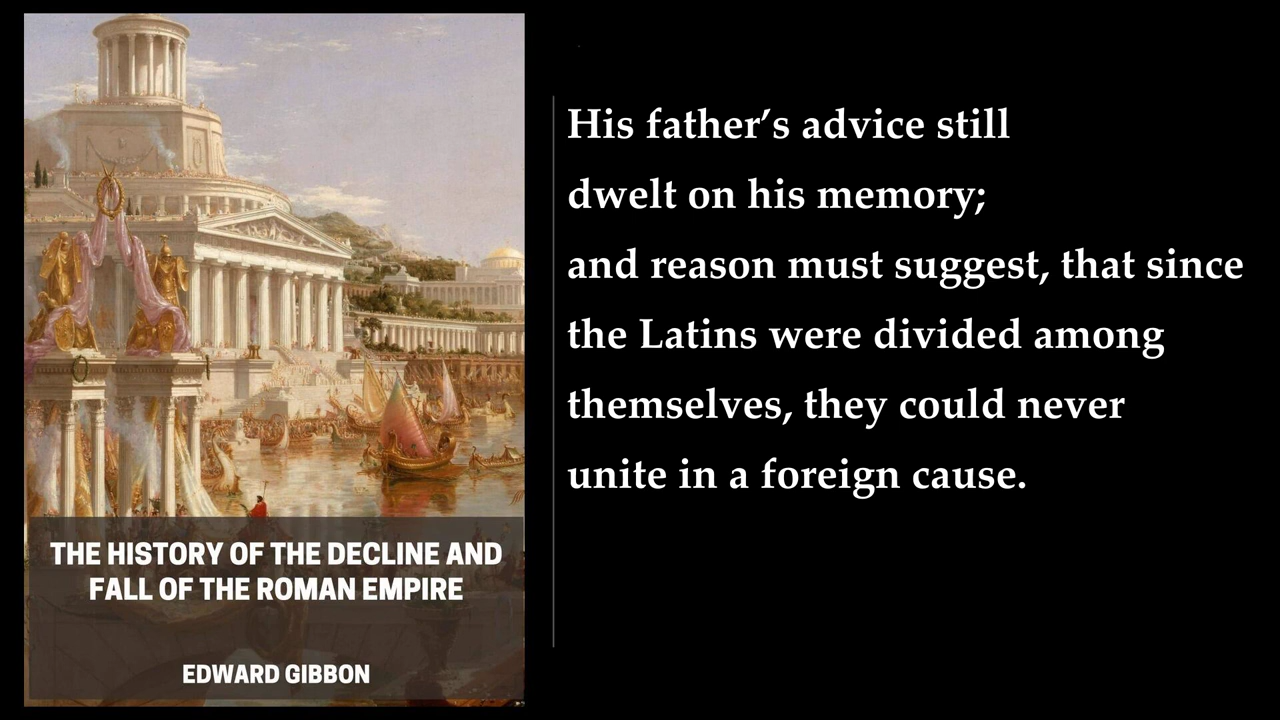 THE HISTORY OF THE DECLINE AND
FALL OF THE ROMAN EMPIRE
EDWARD GIBBON
His father’s advice still
dwelt on his memory;
and reason must suggest, that since
the Latins were divided among
themselves, they could never
unite in a foreign cause.